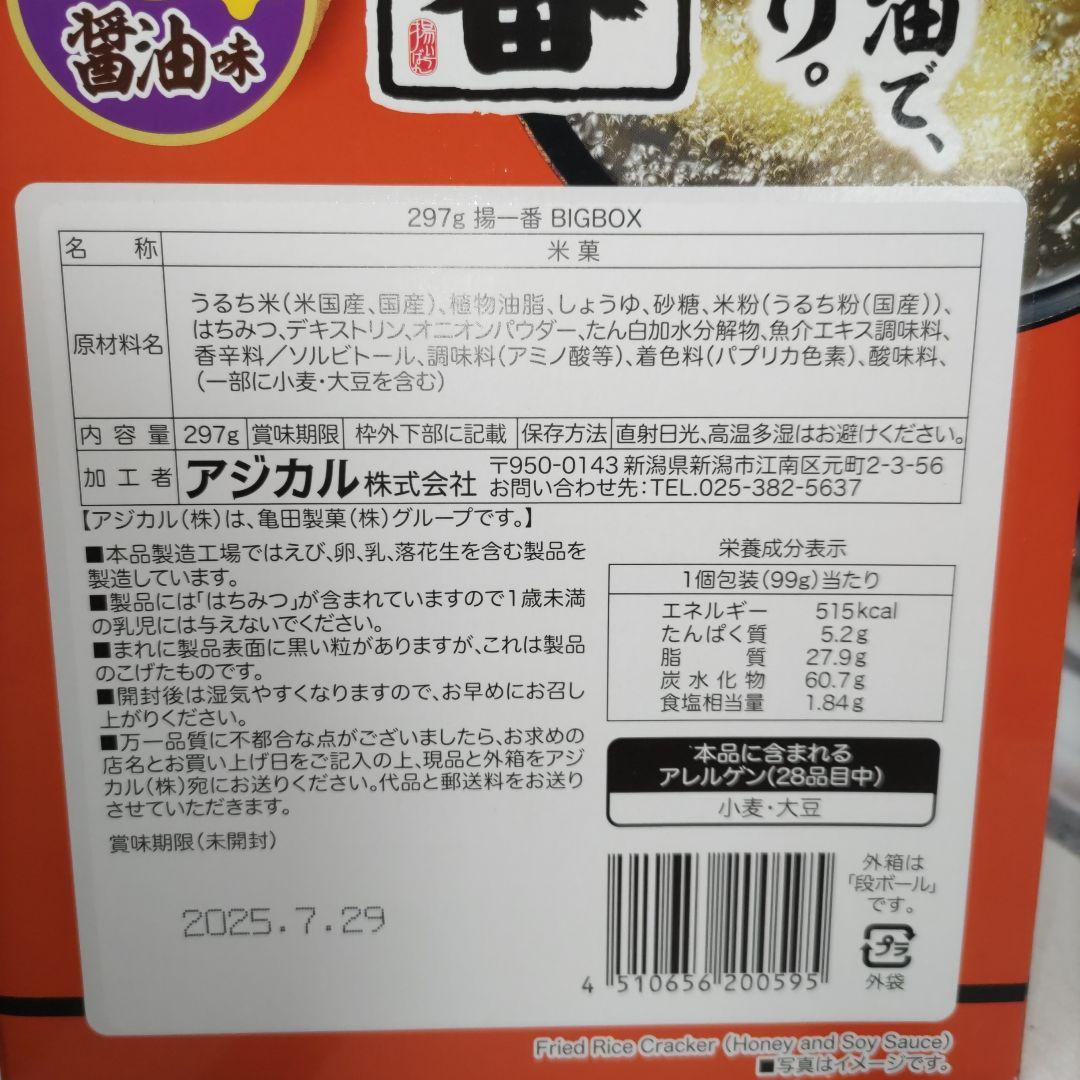 醤油味
番
油で、
り。
297g 揚一番 BIGBOX
名称 米菓
原材料名
うるち米(米国産、国産)、植物油脂、しょうゆ、砂糖、米粉(うるち粉(国産))、
はちみつ、デキストリン、オニオンパウダー、たん白加水分解物、魚介エキス調味料、
香辛料/ソルビトール、調味料(アミノ酸等)、着色料(パプリカ色素)、酸味料、
(一部に小麦・大豆を含む)
内容量 297g 賞味期限 枠外下部に記載 保存方法 直射日光、高温多湿はお避けください。
加工者 アジカル株式会社
〒950-0143 新潟県新潟市江南区元町2-3-56
お問い合わせ先:TEL.025-382-5637
【アジカル(株)は、亀田製菓(株)グループです。】
■本品製造工場ではえび、卵、乳、落花生を含む製品を
製造しています。
■製品には「はちみつ」が含まれていますので1歳未満
の乳児には与えないでください。
■まれに製品表面に黒い粒がありますが、これは製品
のこげたものです。
■開封後は湿気やすくなりますので、お早めにお召し
上がりください。
■万一品質に不都合な点がございましたら、お求めの
店名とお買い上げ日をご記入の上、現品と外箱をアジ
カル(株)宛にお送りください。代品と郵送料をお送り
させていただきます。
賞味期限(未開封)
2025.7.29
栄養成分表示
1個包装(99g)当たり
エネルギー 515kcal
たんぱく質 5.2g
脂質 27.9g
炭水化物 60.7g
食塩相当量 1.84g
本品に含まれる
アレルゲン(28品目中)
小麦・大豆
4 510656 200595
外箱は
「段ボール」
です。
プラ
外袋
Fried Rice Cracker (Honey and Soy Sauce)
■写真はイメージです。